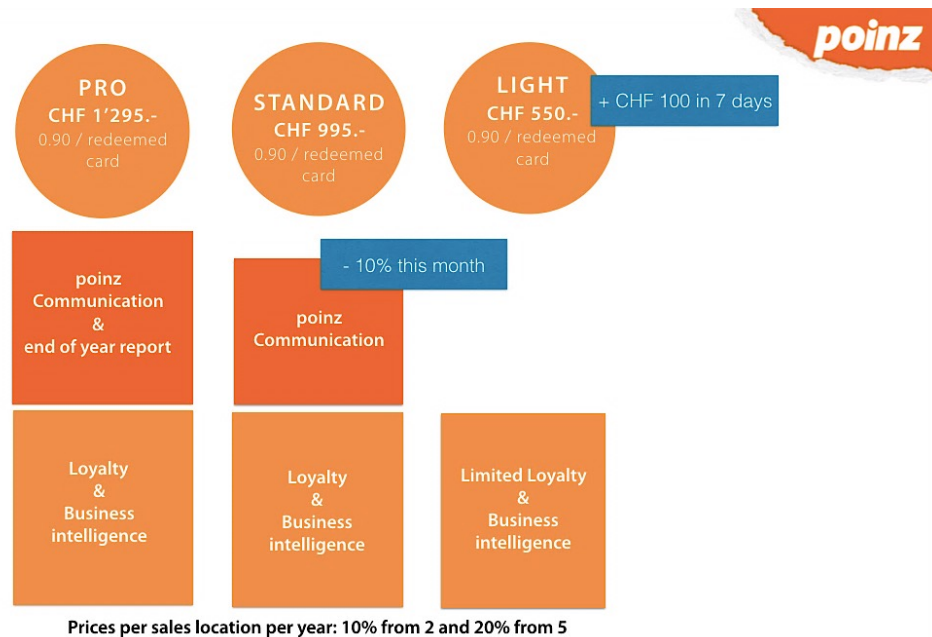 poinz
PRO
CHF 1'295.-
0.90 / redeemed
card
STANDARD
CHF 995.-
0.90 / redeemed
card
LIGHT
CHF 550.-
0.90 / redeemed
card
+ CHF 100 in 7 days
poinz
Communication
&
end of year report
- 10% this month
poinz
Communication
Loyalty
&
Business
intelligence
Loyalty
&
Business
intelligence
Limited Loyalty
&
Business
intelligence
Prices per sales location per year: 10% from 2 and 20% from 5